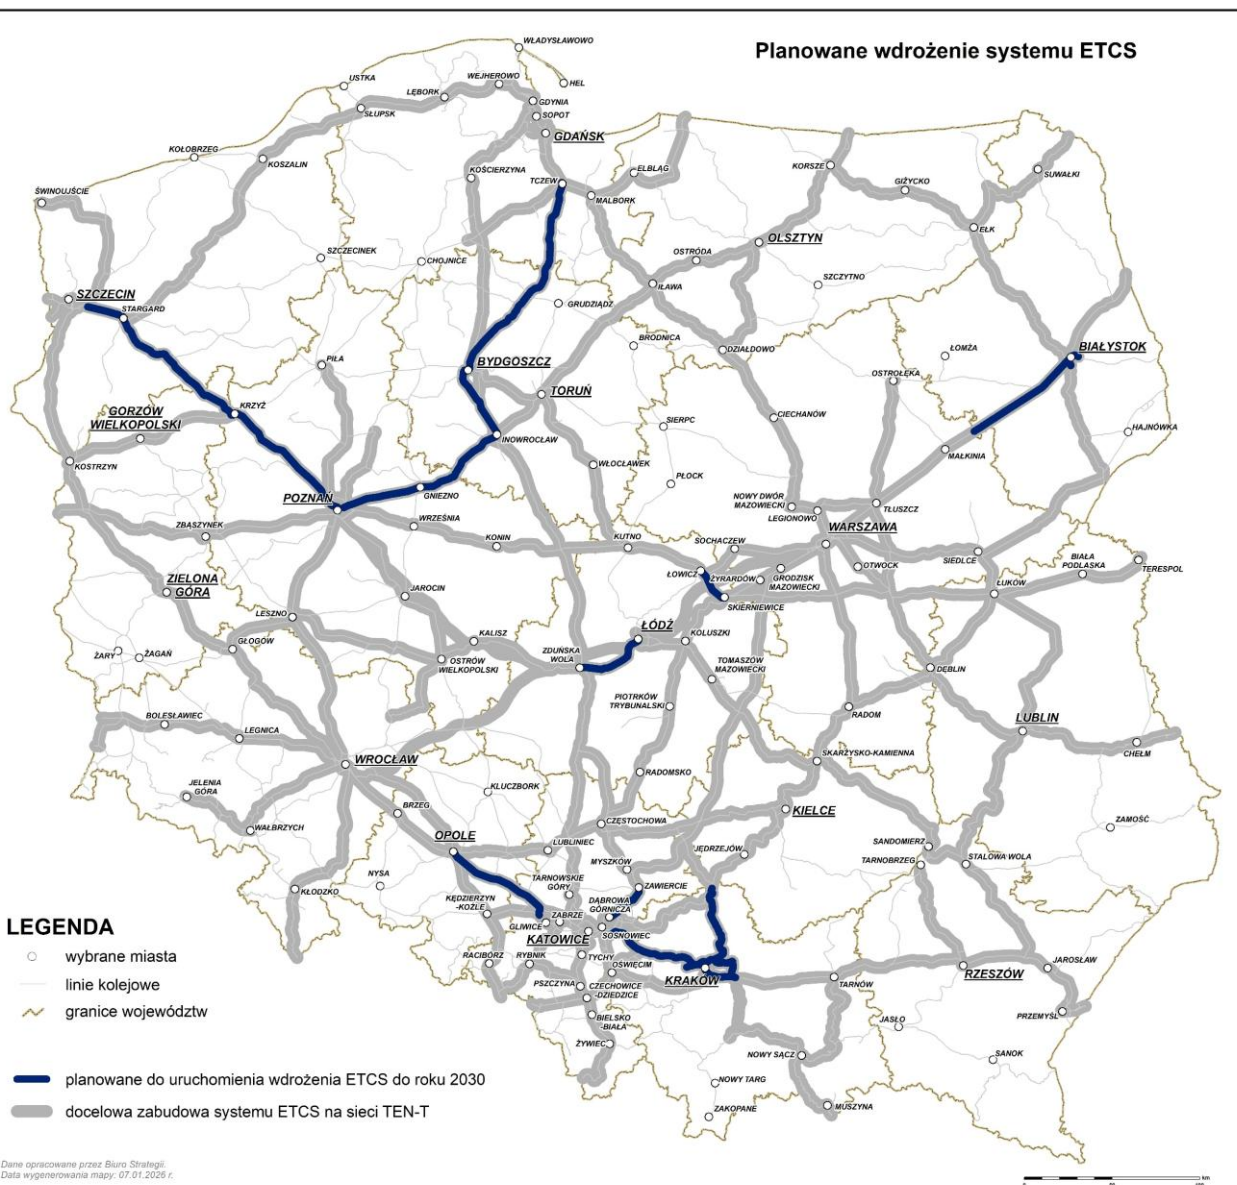 Planowane wdrożenie systemu ETCS
WŁADYSŁAWOWO
HEL
USTKA
WEJHEROWO
LĘBORK
GDYNIA
SŁUPSK
SOPOT
GDAŃSK
KOŁOBRZEG
KOSZALIN
KOŚCIERZYNA
TCZEW
ELBLĄG
KORSZE
GIŻYCKO
SUWAŁKI
ŚWINOUJŚCIE
MALBORK
EŁK
OLSZTYN
OSTRÓDA
SZCZECINEK
CHOJNICE
SZCZYTNO
IŁAWA
SZCZECIN
STARGARD
GRUDZIĄDZ
BRODNICA
DZIAŁDOWO
ŁOMŻA
BIAŁYSTOK
PIŁA
BYDGOSZCZ
OSTROŁĘKA
TORUŃ
KRZYŻ
GORZÓW
WIELKOPOLSKI
SIERPC
CIECHANÓW
HAJNÓWKA
INOWROCŁAW
KOSTRZYN
WŁOCŁAWEK
MAŁKINIA
PŁOCK
POZNAŃ
GNIEZNO
NOWY DWÓR
MAZOWIECKI
LEGIONOWO
TŁUSZCZ
ZBĄSZYNEK
WRZEŚNIA
WARSZAWA
KONIN
KUTNO
SOCHACZEW
SIEDLCE
BIAŁA
PODLASKA
TERESPOL
OTWOCK
ŁOWICZ
ŻYRARDÓW
GRODZISK
MAZOWIECKI
ZIELONA
GÓRA
JAROCIN
ŁUKÓW
SKIERNIEWICE
LESZNO
ŁÓDŹ
KOLUSZKI
GŁOGÓW
KALISZ
ZDUŃSKA
WOLA
ŻARY
ŻAGAŃ
OSTRÓW
WIELKOPOLSKI
TOMASZÓW
MAZOWIECKI
DĘBLIN
PIOTRKÓW
TRYBUNALSKI
RADOM
LUBLIN
BOLESŁAWIEC
LEGNICA
CHEŁM
SKARŻYSKO-KAMIENNA
WROCŁAW
RADOMSKO
JELENIA
GÓRA
KLUCZBORK
BRZEG
KIELCE
WAŁBRZYCH
CZĘSTOCHOWA
ZAMOŚĆ
OPOLE
LUBLINIEC
JĘDRZEJÓW
SANDOMIERZ
TARNOBRZEG
STALOWA WOLA
MYSZKÓW
NYSA
TARNOWSKIE
GÓRY
ZAWIERCIE
KŁODZKO
KĘDZIERZYN
-KOŹLE
DĄBROWA
GÓRNICZA
ZABRZE
GLIWICE
KATOWICE
SOSNOWIEC
RACIBÓRZ
RYBNIK
TYCHY
OŚWIĘCIM
KRAKÓW
RZESZÓW
JAROSŁAW
PSZCZYNA
CZECHOWICE
-DZIEDZICE
TARNÓW
PRZEMYŚL
BIELSKO
-BIAŁA
JASŁO
ŻYWIEC
NOWY SĄCZ
SANOK
NOWY TARG
MUSZYNA
ZAKOPANE
LEGENDA
wybrane miasta
linie kolejowe
granice województw
planowane do uruchomienia wdrożenia ETCS do roku 2030
docelowa zabudowa systemu ETCS na sieci TEN-T
Dane opracowane przez Biuro Strategii.
Data wygenerowania mapy: 07.01.2026 r.
km